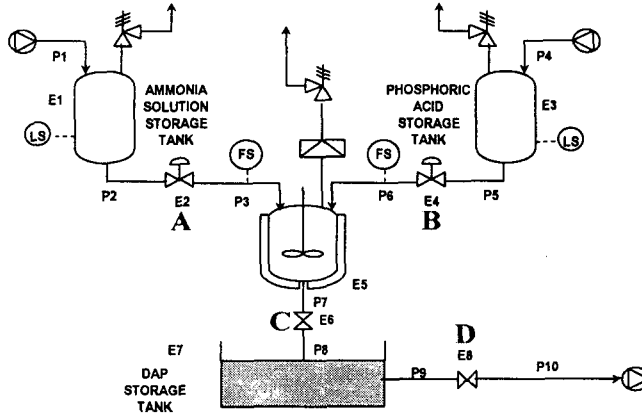 P1
P4
E1
AMMONIA
SOLUTION
STORAGE
TANK
PHOSPHORIC
ACID
STORAGE
TANK
E3
LS
LS
FS
FS
P2
E2
P3
P6
E4
P5
A
B
E5
P7
C
E6
D
E7
P8
E8
DAP
STORAGE
TANK
P9
P10